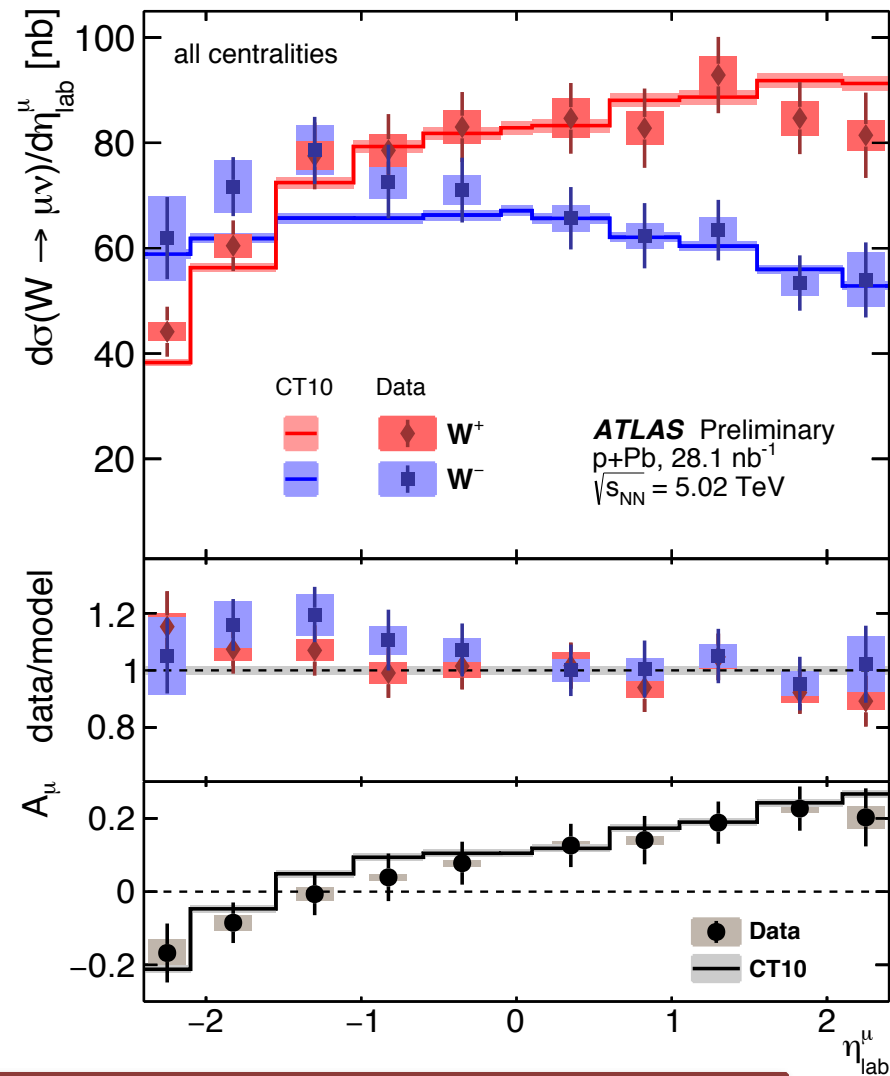 dσ(W → μν)/dη^μ_lab [nb]
100
80
60
40
20
all centralities
CT10 Data
W⁺
W⁻
ATLAS Preliminary
p+Pb, 28.1 nb⁻¹
√s_NN = 5.02 TeV
data/model
1.2
1
0.8
A_μ
0.2
0
−0.2
Data
CT10
−2 −1 0 1 2
η^μ_lab